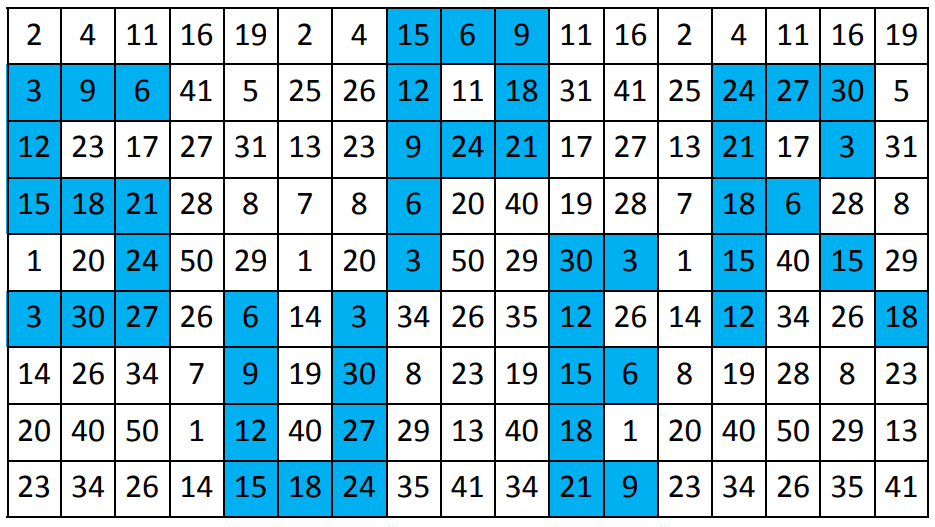 2 4 11 16 19 2 4 15 6 9 11 16 2 4 11 16 19
3 9 6 41 5 25 26 12 11 18 31 41 25 24 27 30 5
12 23 17 27 31 13 23 9 24 21 17 27 13 21 17 3 31
15 18 21 28 8 7 8 6 20 40 19 28 7 18 6 28 8
1 20 24 50 29 1 20 3 50 29 30 3 1 15 40 15 29
3 30 27 26 6 14 3 34 26 35 12 26 14 12 34 26 18
14 26 34 7 9 19 30 8 23 19 15 6 8 19 28 8 23
20 40 50 1 12 40 27 29 13 40 18 1 20 40 50 29 13
23 34 26 14 15 18 24 35 41 34 21 9 23 34 26 35 41